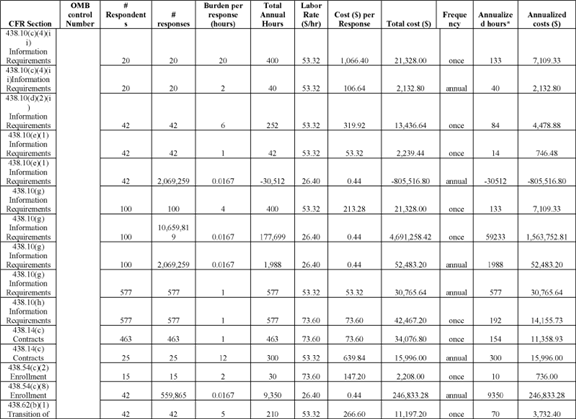 CFR Section OMB control Number # Respondents # responses Burden per response (hours) Total Annual Hours Labor Rate ($/hr) Cost ($) per Response Total cost ($) Frequency Annualized hours* Annualized costs ($)
438.10(c)(4)(i
i)
Information
Requirements 20 20 20 400 53.32 1,066.40 21,328.00 once 133 7,109.33
438.10(c)(4)(i
i)Information
Requirements 20 20 2 40 53.32 106.64 2,132.80 annual 40 2,132.80
438.10(d)(2)(i
)
Information
Requirements 42 42 6 252 53.32 319.92 13,436.64 once 84 4,478.88
438.10(e)(1)
Information
Requirements 42 42 1 42 53.32 53.32 2,239.44 once 14 746.48
438.10(e)(1)
Information
Requirements 42 2,069,259 0.0167 -30,512 26.40 0.44 -805,516.80 annual -30512 -805,516.80
438.10(g)
Information
Requirements 100 100 4 400 53.32 213.28 21,328.00 once 133 7,109.33
438.10(g)
Information
Requirements 100 10,659,819 0.0167 177,699 26.40 0.44 4,691,258.42 once 59233 1,563,752.81
438.10(g)
Information
Requirements 100 2,069,259 0.0167 1,988 26.40 0.44 52,483.20 annual 1988 52,483.20
438.10(g)
Information
Requirements 577 577 1 577 53.32 53.32 30,765.64 annual 577 30,765.64
438.10(h)
Information
Requirements 577 577 1 577 73.60 73.60 42,467.20 once 192 14,155.73
438.14(c)
Contracts 463 463 1 463 73.60 73.60 34,076.80 once 154 11,358.93
438.14(c)
Contracts 25 25 12 300 53.32 639.84 15,996.00 annual 300 15,996.00
438.54(c)(2)
Enrollment 15 15 2 30 73.60 147.20 2,208.00 once 10 736.00
438.54(c)(8)
Enrollment 42 559,865 0.0167 9,350 26.40 0.44 246,833.28 annual 9350 246,833.28
438.62(b)(1)
Transition of 42 42 5 210 53.32 266.60 11,197.20 once 70 3,732.40